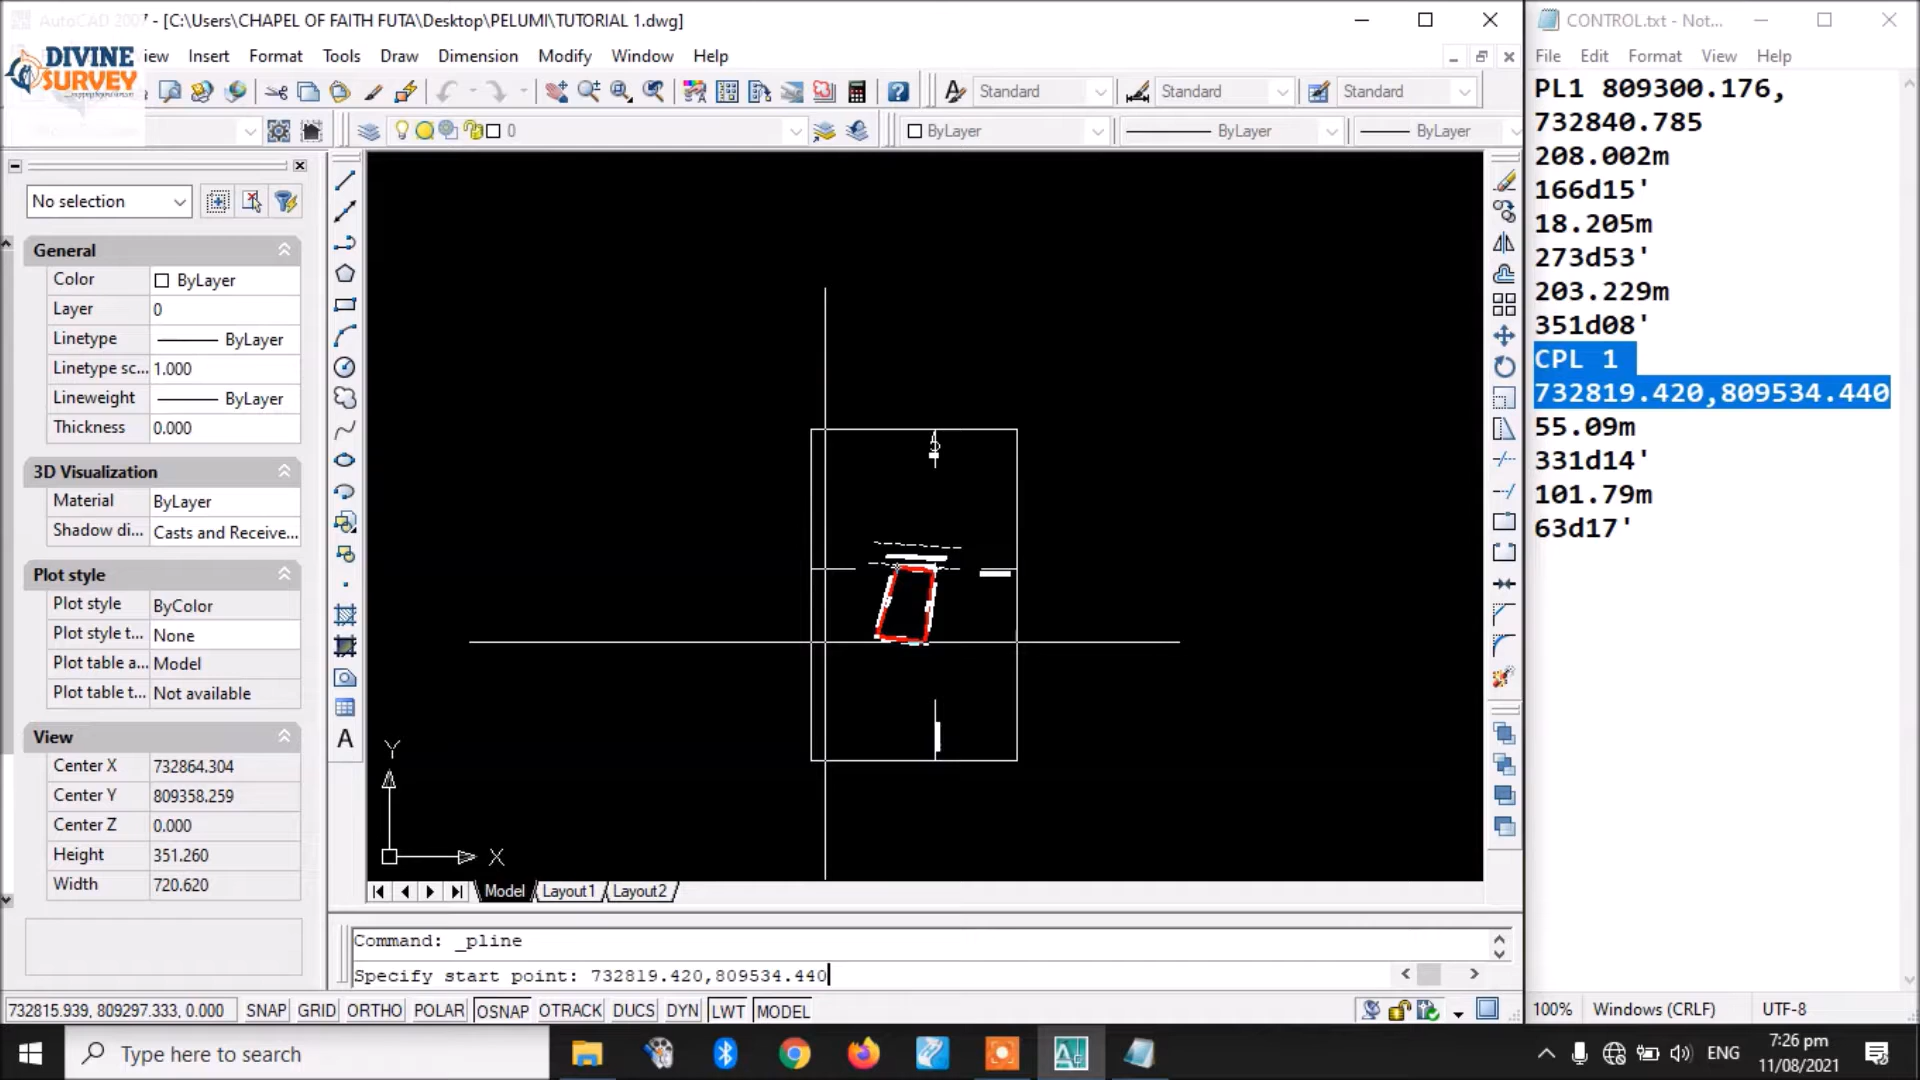 AutoCAD 2007 - [C:\Users\CHAPEL OF FAITH FUTA\Desktop\PELUMI\TUTORIAL 1.dwg]
DIVINE
SURVEY
iew Insert Format Tools Draw Dimension Modify Window Help
Standard Standard Standard
0 ByLayer ByLayer ByLayer
No selection
General
Color ByLayer
Layer 0
Linetype ByLayer
Linetype sc... 1.000
Lineweight ByLayer
Thickness 0.000
3D Visualization
Material ByLayer
Shadow di... Casts and Receive...
Plot style
Plot style ByColor
Plot style t... None
Plot table a... Model
Plot table t... Not available
View
Center X 732864.304
Center Y 809358.259
Center Z 0.000
Height 351.260
Width 720.620
A
Y
X
Model Layout1 Layout2
Command: _pline
Specify start point: 732819.420,809534.440
732815.939, 809297.333, 0.000 SNAP GRID ORTHO POLAR OSNAP OTRACK DUCS DYN LWT MODEL
CONTROL.txt - Not...
File Edit Format View Help
PL1 809300.176,
732840.785
208.002m
166d15'
18.205m
273d53'
203.229m
351d08'
CPL 1
732819.420,809534.440
55.09m
331d14'
101.79m
63d17'
100% Windows (CRLF) UTF-8
Type here to search
ENG
7:26 pm
11/08/2021